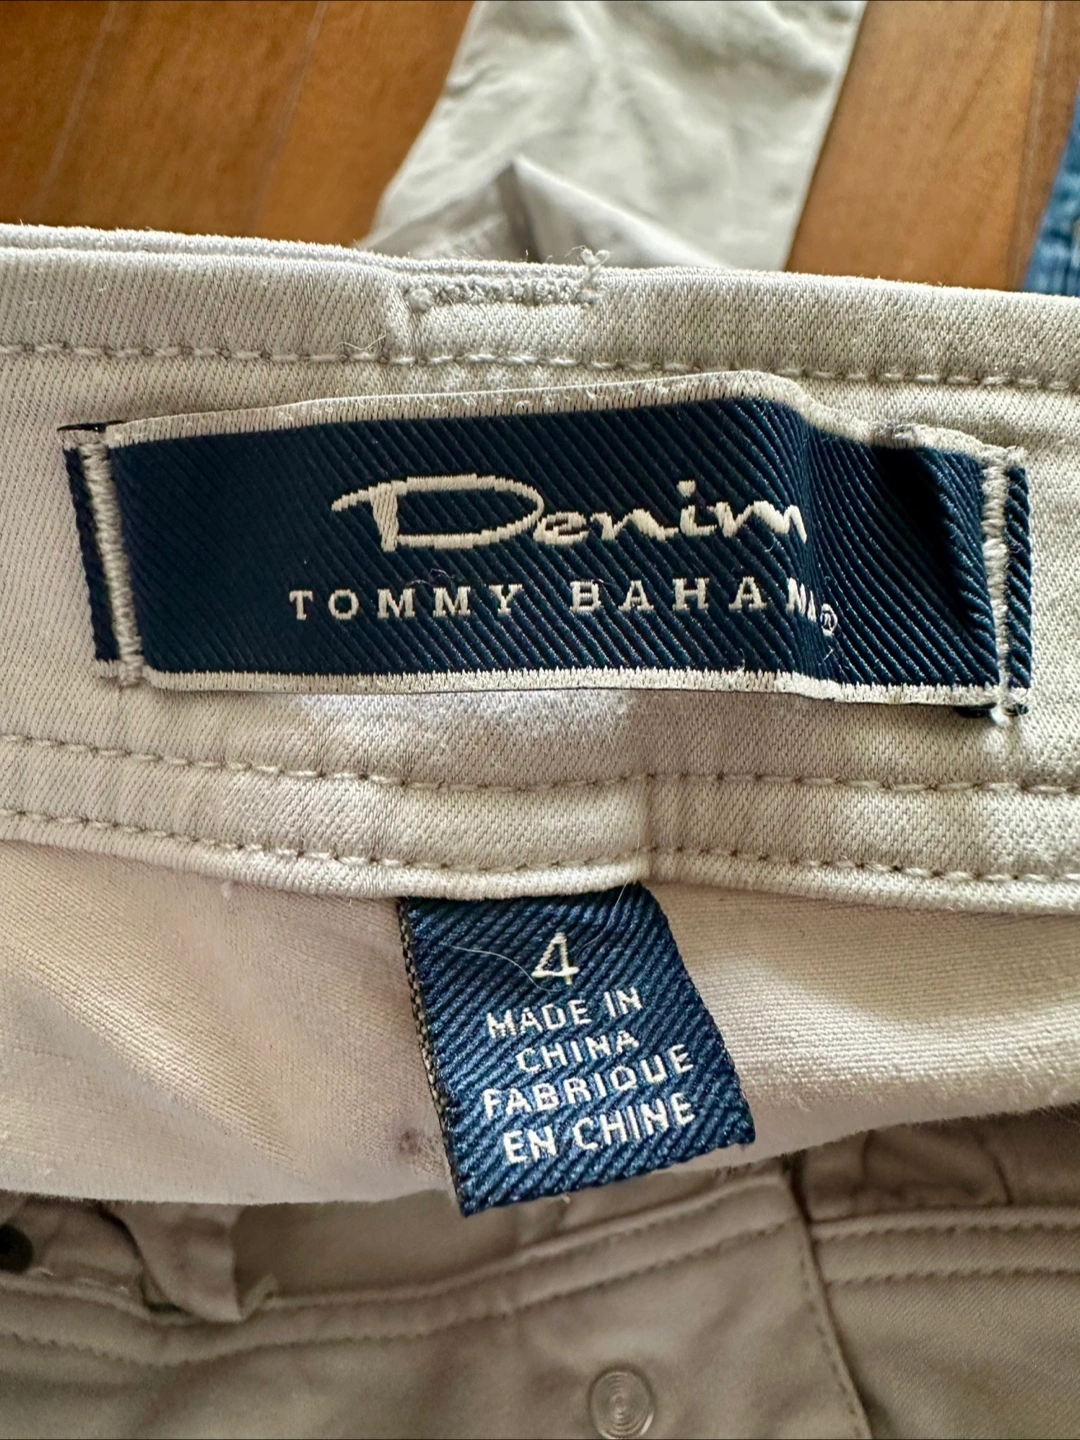 Denim
TOMMY BAHAMA®
4
MADE IN
CHINA
FABRIQUE
EN CHINE